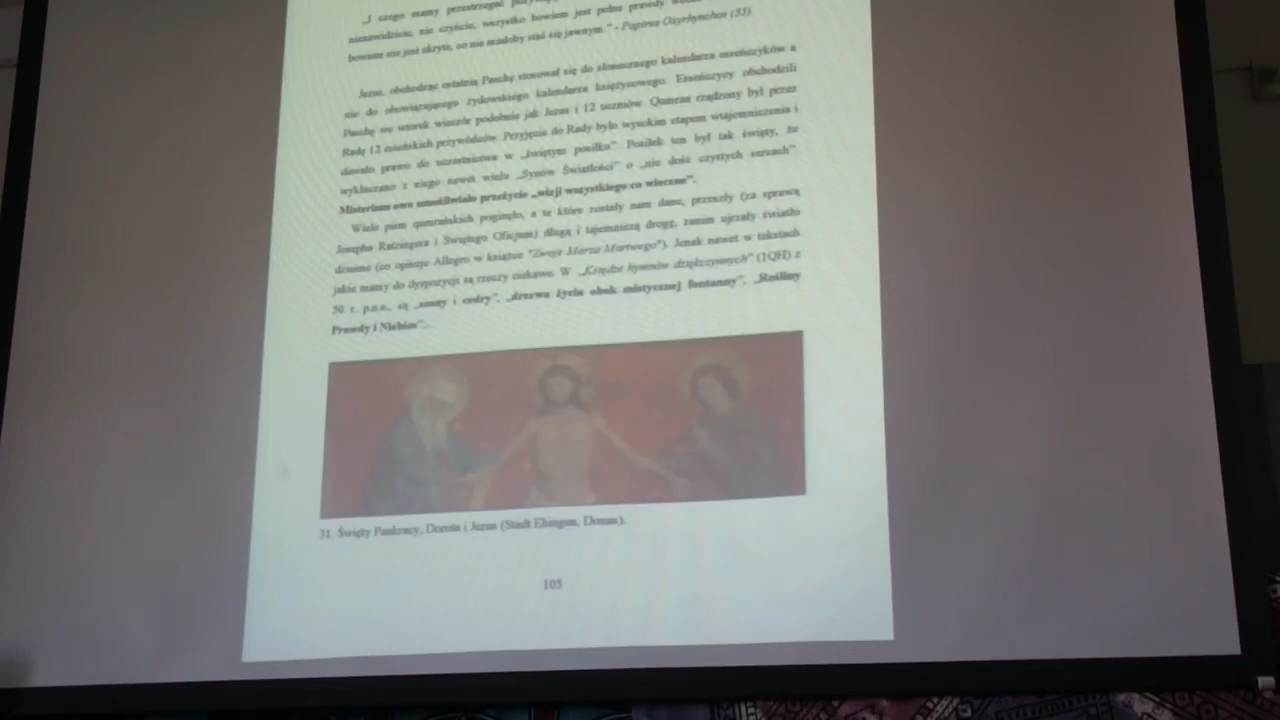 „I czego mamy przestrzegać
nienawidzicie, nie czyńcie, wszystko bowiem jest pełne prawdy
bowiem nie jest ukryte, co nie miałoby stać się jawnym." - Papirus Oxyrhynchos (55)
Jezus, obchodząc ostatnią Paschę stosował się do słonecznego kalendarza esseńczyków a
nie do obowiązującego żydowskiego kalendarza księżycowego. Esseńczycy obchodzili
Paschę we wtorek wieczór podobnie jak Jezus i 12 uczniów. Qumran rządzony był przez
Radę 12 esseńskich przywódców. Przyjęcie do Rady było wysokim etapem wtajemniczenia i
dawało prawo do uczestnictwa w „świętym posiłku". Posiłek ten był tak święty, że
wykluczano z niego nawet wielu „Synów Światłości" o „nie dość czystych sercach".
Misterium owo umożliwiało przeżycie „wizji wszystkiego co wieczne".
Wiele pism qumrańskich zaginęło, a te które zostały nam dane, przeszły (za sprawą
Josepha Ratzingera i Świętego Oficjum) długą i tajemniczą drogę, zanim ujrzały światło
dzienne (co opisuje Allegro w książce "Zwoje Morza Martwego"). Jenak nawet w tekstach
jakie mamy do dyspozycji są rzeczy ciekawe. W „Księdze hymnów dziękczynnych" (1QH) z
50 r. p.n.e., są „sosny i cedry", „drzewa życia obok mistycznej fontanny", „Rośliny
Prawdy i Niebios"...
31. Święty Pankracy, Dorota i Jezus (Stadt Ehingen, Donau).
105